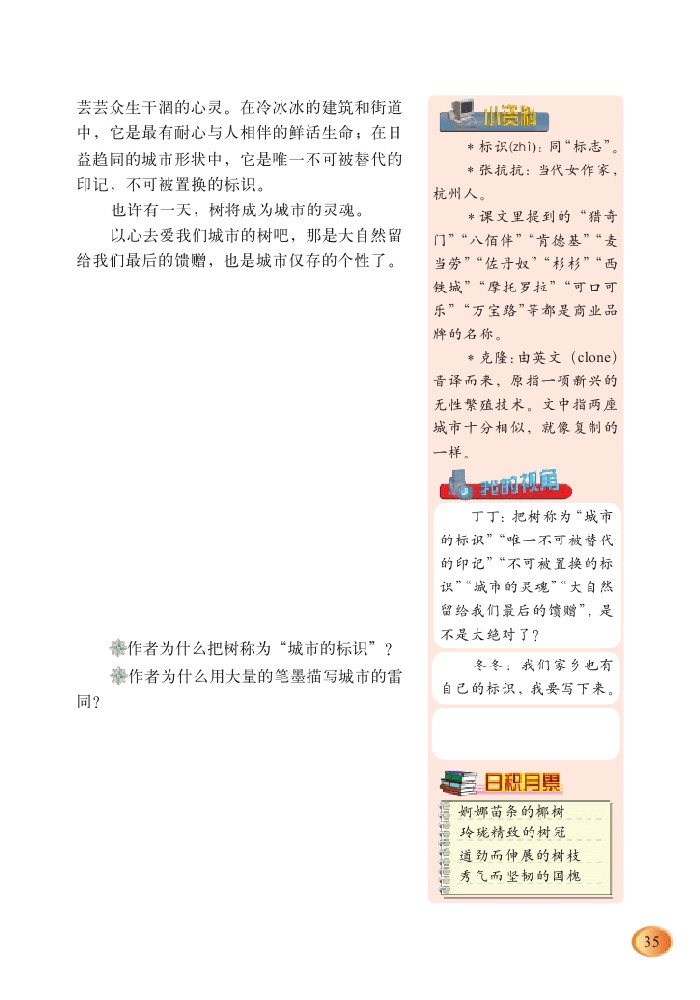 芸芸众生干涸的心灵。在冷冰冰的建筑和街道
中，它是最有耐心与人相伴的鲜活生命；在日
益趋同的城市形状中，它是唯一不可被替代的
印记，不可被置换的标识。
也许有一天，树将成为城市的灵魂。
以心去爱我们城市的树吧，那是大自然留
给我们最后的馈赠，也是城市仅存的个性了。
作者为什么把树称为“城市的标识”？
作者为什么用大量的笔墨描写城市的雷
同？
小资料
*标识(zhì)：同“标志”。
*张抗抗：当代女作家，
杭州人。
*课文里提到的“猎奇
门”“八佰伴”“肯德基”“麦
当劳”“佐丹奴”“杉杉”“西
铁城”“摩托罗拉”“可口可
乐”“万宝路”等都是商业品
牌的名称。
*克隆：由英文（clone）
音译而来，原指一项新兴的
无性繁殖技术。文中指两座
城市十分相似，就像复制的
一样。
我的视角
丁丁：把树称为“城市
的标识”“唯一不可被替代
的印记”“不可被置换的标
识”“城市的灵魂”“大自然
留给我们最后的馈赠”，是
不是太绝对了？
冬冬：我们家乡也有
自己的标识，我要写下来。
日积月累
婀娜苗条的椰树
玲珑精致的树冠
遒劲而伸展的树枝
秀气而坚韧的国槐
35